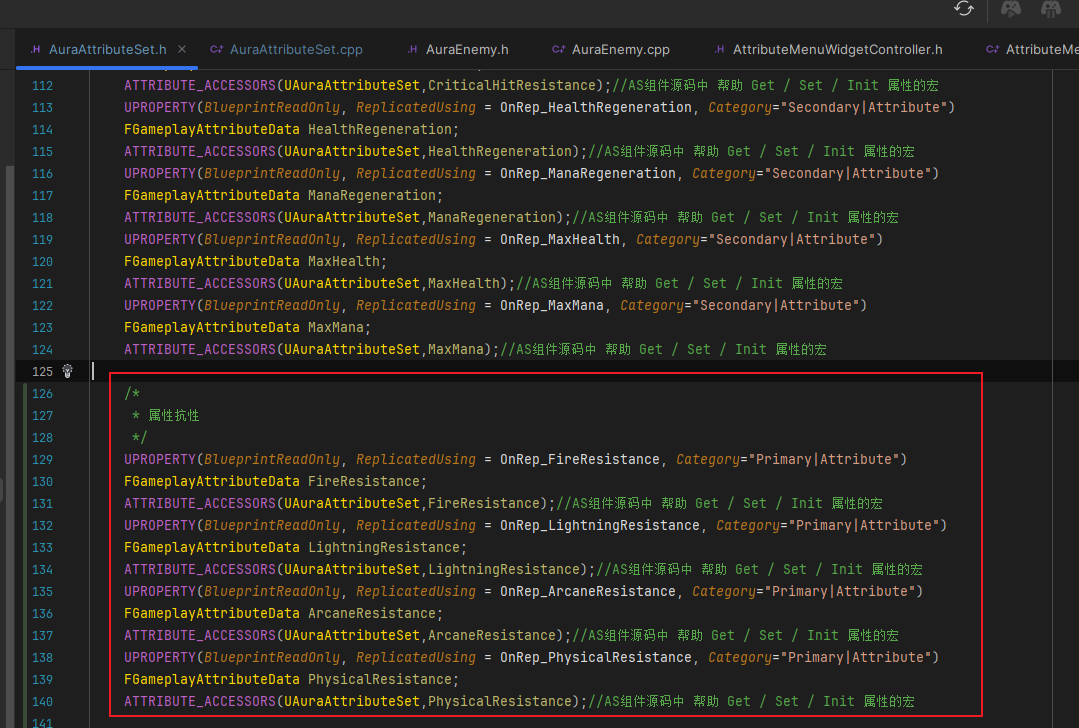 .H AuraAttributeSet.h × C+ AuraAttributeSet.cpp .H AuraEnemy.h C+ AuraEnemy.cpp .H AttributeMenuWidgetController.h C+ AttributeMe
112 ATTRIBUTE_ACCESSORS(UAuraAttributeSet,CriticalHitResistance);//AS组件源码中 帮助 Get / Set / Init 属性的宏
113 UPROPERTY(BlueprintReadOnly, ReplicatedUsing = OnRep_HealthRegeneration, Category="Secondary|Attribute")
114 FGameplayAttributeData HealthRegeneration;
115 ATTRIBUTE_ACCESSORS(UAuraAttributeSet,HealthRegeneration);//AS组件源码中 帮助 Get / Set / Init 属性的宏
116 UPROPERTY(BlueprintReadOnly, ReplicatedUsing = OnRep_ManaRegeneration, Category="Secondary|Attribute")
117 FGameplayAttributeData ManaRegeneration;
118 ATTRIBUTE_ACCESSORS(UAuraAttributeSet,ManaRegeneration);//AS组件源码中 帮助 Get / Set / Init 属性的宏
119 UPROPERTY(BlueprintReadOnly, ReplicatedUsing = OnRep_MaxHealth, Category="Secondary|Attribute")
120 FGameplayAttributeData MaxHealth;
121 ATTRIBUTE_ACCESSORS(UAuraAttributeSet,MaxHealth);//AS组件源码中 帮助 Get / Set / Init 属性的宏
122 UPROPERTY(BlueprintReadOnly, ReplicatedUsing = OnRep_MaxMana, Category="Secondary|Attribute")
123 FGameplayAttributeData MaxMana;
124 ATTRIBUTE_ACCESSORS(UAuraAttributeSet,MaxMana);//AS组件源码中 帮助 Get / Set / Init 属性的宏
125
126 /*
127 * 属性抗性
128 */
129 UPROPERTY(BlueprintReadOnly, ReplicatedUsing = OnRep_FireResistance, Category="Primary|Attribute")
130 FGameplayAttributeData FireResistance;
131 ATTRIBUTE_ACCESSORS(UAuraAttributeSet,FireResistance);//AS组件源码中 帮助 Get / Set / Init 属性的宏
132 UPROPERTY(BlueprintReadOnly, ReplicatedUsing = OnRep_LightningResistance, Category="Primary|Attribute")
133 FGameplayAttributeData LightningResistance;
134 ATTRIBUTE_ACCESSORS(UAuraAttributeSet,LightningResistance);//AS组件源码中 帮助 Get / Set / Init 属性的宏
135 UPROPERTY(BlueprintReadOnly, ReplicatedUsing = OnRep_ArcaneResistance, Category="Primary|Attribute")
136 FGameplayAttributeData ArcaneResistance;
137 ATTRIBUTE_ACCESSORS(UAuraAttributeSet,ArcaneResistance);//AS组件源码中 帮助 Get / Set / Init 属性的宏
138 UPROPERTY(BlueprintReadOnly, ReplicatedUsing = OnRep_PhysicalResistance, Category="Primary|Attribute")
139 FGameplayAttributeData PhysicalResistance;
140 ATTRIBUTE_ACCESSORS(UAuraAttributeSet,PhysicalResistance);//AS组件源码中 帮助 Get / Set / Init 属性的宏
141